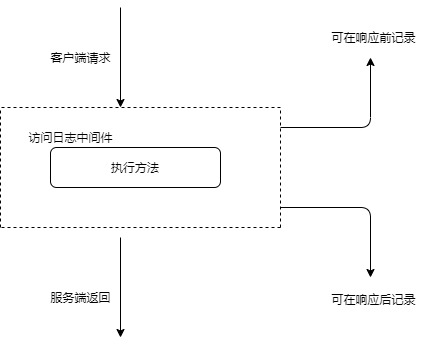 可在响应前记录
客户端请求
访问日志中间件
执行方法
服务端返回
可在响应后记录